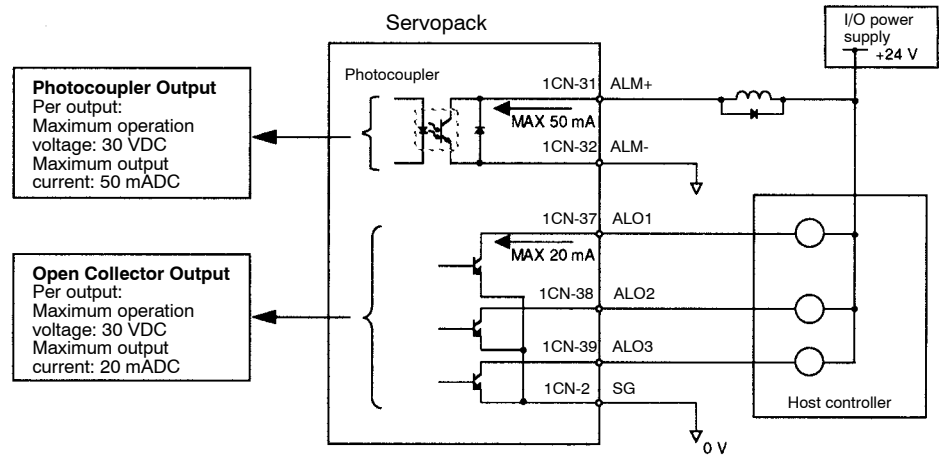 Servopack
I/O power
supply
+24 V
Photocoupler Output
Per output:
Maximum operation
voltage: 30 VDC
Maximum output
current: 50 mADC
Photocoupler
1CN-31 ALM+
MAX 50 mA
1CN-32 ALM-
1CN-37 ALO1
MAX 20 mA
Open Collector Output
Per output:
Maximum operation
voltage: 30 VDC
Maximum output
current: 20 mADC
1CN-38 ALO2
1CN-39 ALO3
1CN-2 SG
Host controller
0 V